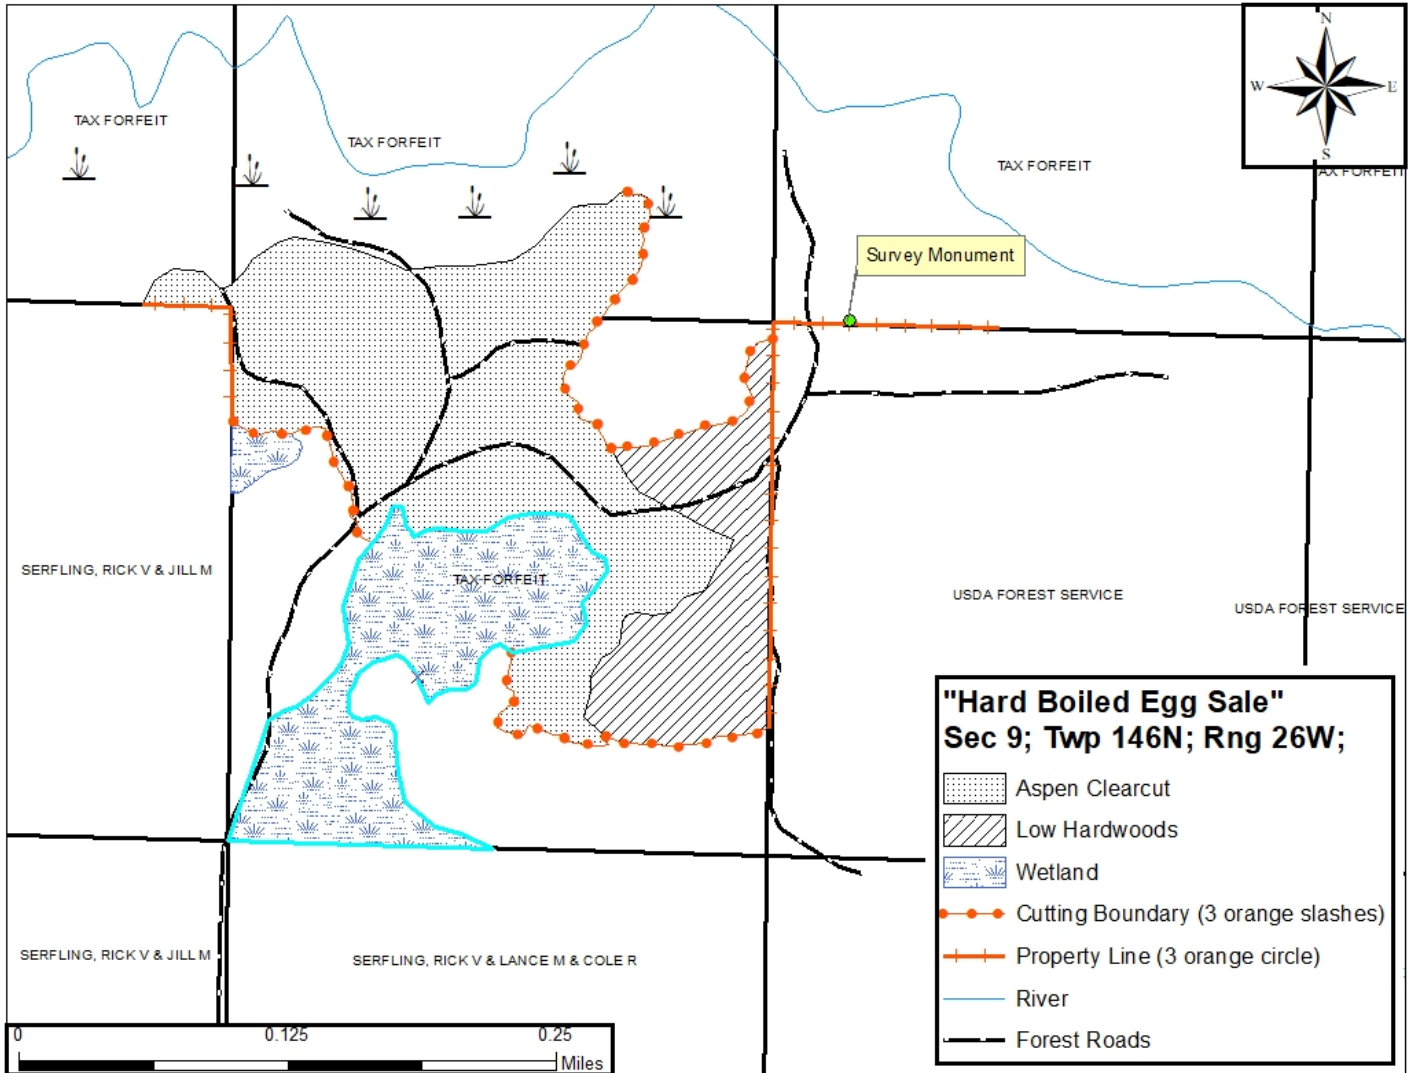 N
W E
S
TAX FORFEIT
TAX FORFEIT
TAX FORFEIT
AX FORFEIT
Survey Monument
SERFLING, RICK V & JILL M
TAX FORFEIT
USDA FOREST SERVICE
USDA FOREST SERVICE
"Hard Boiled Egg Sale"
Sec 9; Twp 146N; Rng 26W;
Aspen Clearcut
Low Hardwoods
Wetland
Cutting Boundary (3 orange slashes)
Property Line (3 orange circle)
River
Forest Roads
SERFLING, RICK V & JILL M
SERFLING, RICK V & LANCE M & COLE R
0 0.125 0.25
Miles